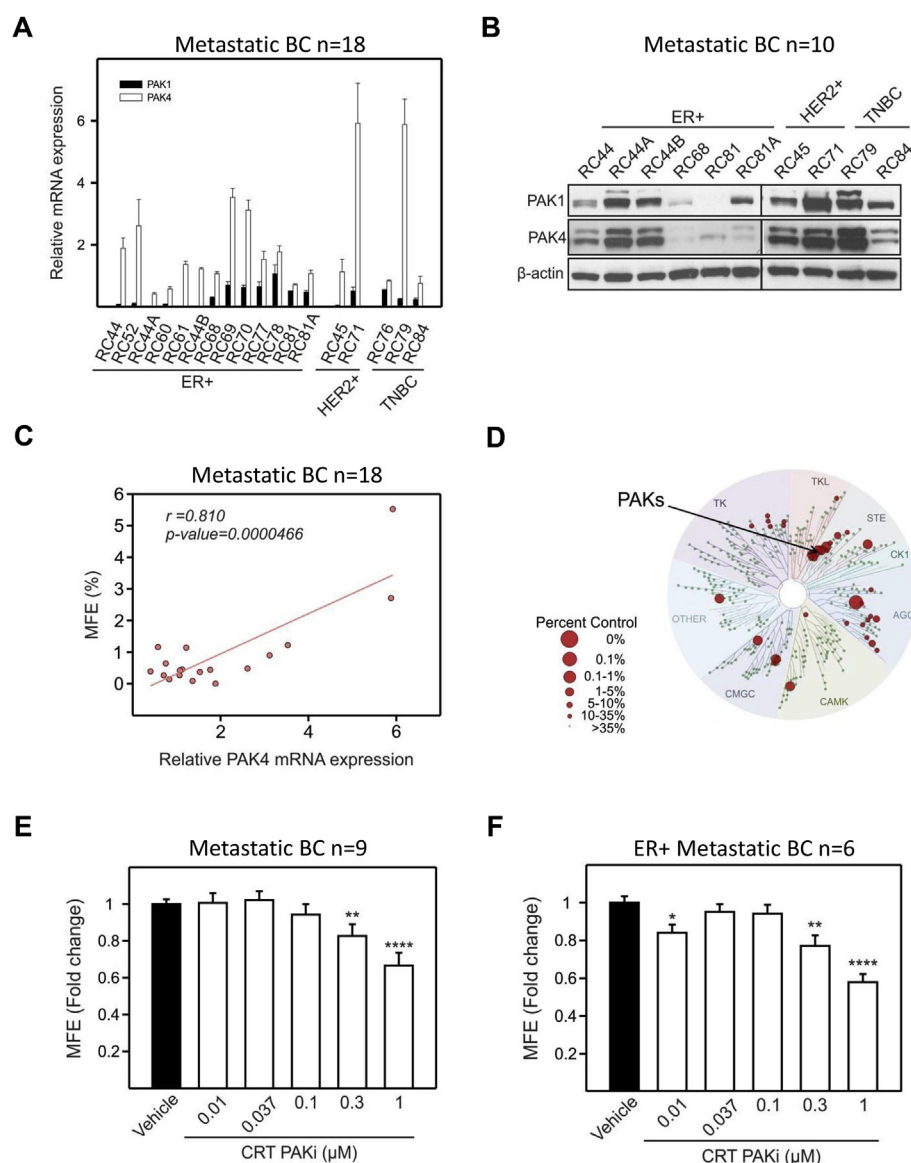 A
Metastatic BC n=18
PAK1
PAK4
Relative mRNA expression
6
4
2
RC44
RC52
RC44A
RC60
RC61
RC44B
RC68
RC69
RC70
RC77
RC78
RC81
RC81A
RC45
RC71
RC76
RC79
RC84
ER+
HER2+
TNBC
B
Metastatic BC n=10
ER+
HER2+
TNBC
RC44
RC44A
RC44B
RC68
RC81
RC81A
RC45
RC71
RC79
RC84
PAK1
PAK4
β-actin
C
Metastatic BC n=18
r =0.810
p-value=0.0000466
MFE (%)
6
5
4
3
2
1
0
2
4
6
Relative PAK4 mRNA expression
D
PAKs
TK
TKL
STE
CK1
AGC
CAMK
CMGC
OTHER
Percent Control
0%
0.1%
0.1-1%
1-5%
5-10%
10-35%
>35%
E
Metastatic BC n=9
MFE (Fold change)
1
0.8
0.6
0.4
0.2
**
****
Vehicle
0.01
0.037
0.1
0.3
1
CRT PAKi (µM)
F
ER+ Metastatic BC n=6
MFE (Fold change)
1
0.8
0.6
0.4
0.2
*
**
****
Vehicle
0.01
0.037
0.1
0.3
1
CRT PAKi (µM)